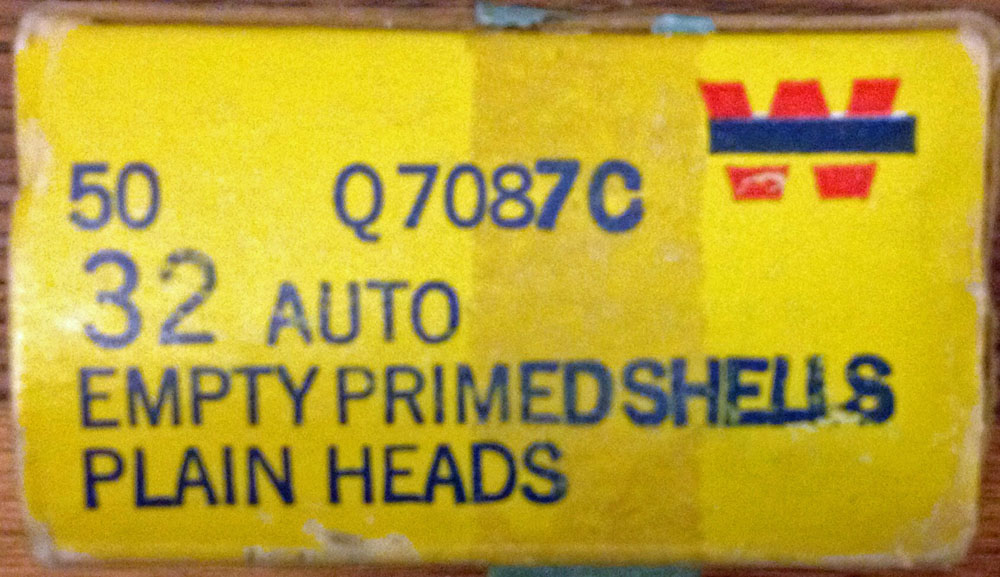 50 Q7087C
W
32 AUTO
EMPTY PRIMED SHELLS
PLAIN HEADS